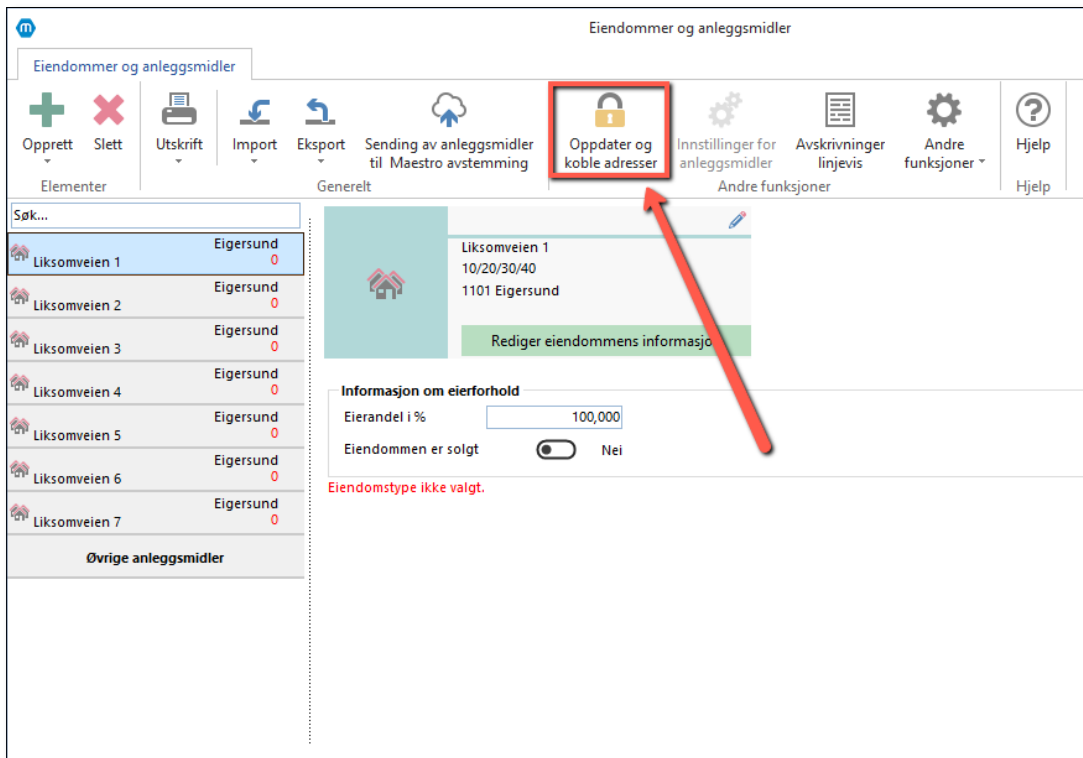 Eiendommer og anleggsmidler
Eiendommer og anleggsmidler
Opprett
Slett
Utskrift
Import
Eksport
Sending av anleggsmidler
til Maestro avstemming
Oppdater og
koble adresser
Innstillinger for
anleggsmidler
Avskrivninger
linjevis
Andre
funksjoner
Hjelp
Elementer
Generelt
Andre funksjoner
Hjelp
Søk...
Eigersund
Liksomveien 1 0
Eigersund
Liksomveien 2 0
Eigersund
Liksomveien 3 0
Eigersund
Liksomveien 4 0
Eigersund
Liksomveien 5 0
Eigersund
Liksomveien 6 0
Eigersund
Liksomveien 7 0
Øvrige anleggsmidler
Liksomveien 1
10/20/30/40
1101 Eigersund
Rediger eiendommens informasjo
Informasjon om eierforhold
Eierandel i % 100,000
Eiendommen er solgt Nei
Eiendomstype ikke valgt.